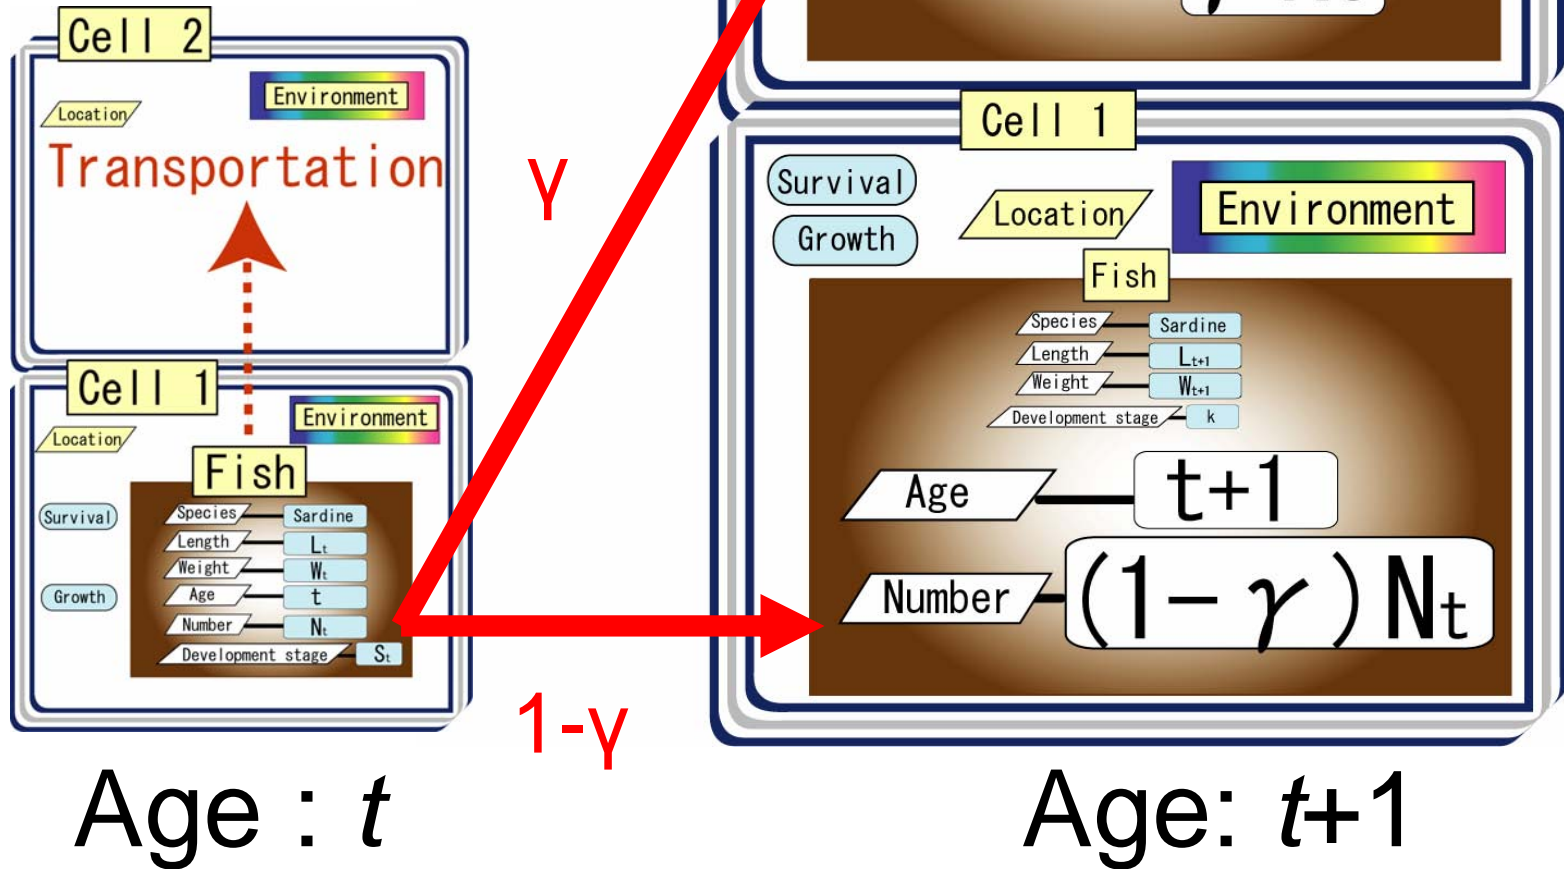 Cell 2
Environment
Location
Transportation
Cell 1
Environment
Location
Fish
Survival
Growth
Species Sardine
Length Lt
Weight Wt
Age t
Number Nt
Development stage St
Age : t
γ
1-γ
Cell 1
Survival
Growth
Location
Environment
Fish
Species Sardine
Length Lt+1
Weight Wt+1
Development stage k
Age t+1
Number (1-γ)Nt
Age: t+1